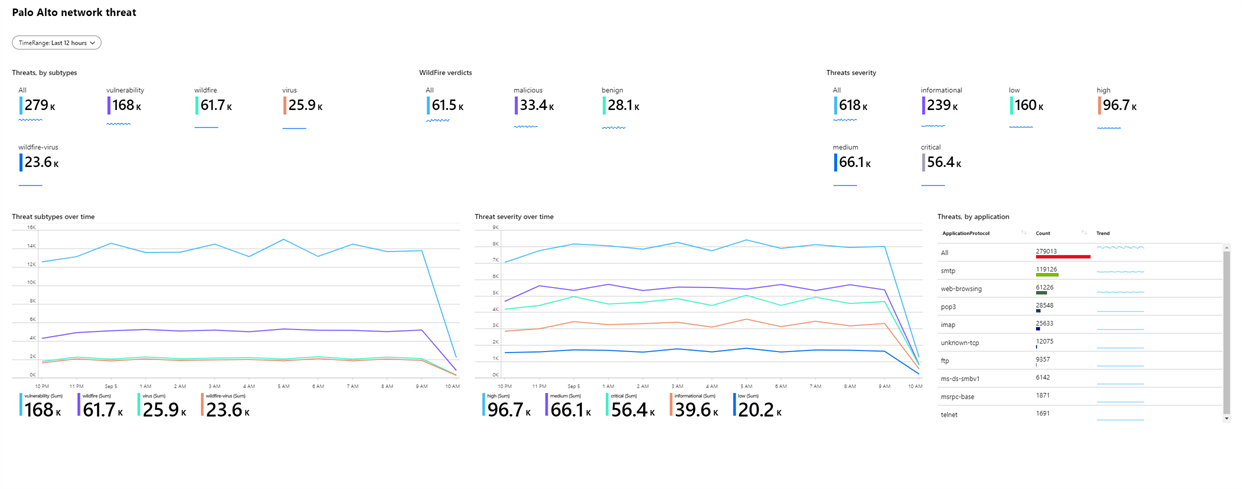 Palo Alto network threat
TimeRange: Last 12 hours
Threats, by subtypes
All
279 K
vulnerability
168 K
wildfire
61.7 K
virus
25.9 K
wildfire-virus
23.6 K
WildFire verdicts
All
61.5 K
malicious
33.4 K
benign
28.1 K
Threats severity
All
618 K
informational
239 K
low
160 K
high
96.7 K
medium
66.1 K
critical
56.4 K
Threat subtypes over time
16K
14K
12K
10K
8K
6K
4K
2K
0K
10 PM 11 PM Sep 5 1 AM 2 AM 3 AM 4 AM 5 AM 6 AM 7 AM 8 AM 9 AM 10 AM
vulnerability (Sum)
168 K
wildfire (Sum)
61.7 K
virus (Sum)
25.9 K
wildfire-virus (Sum)
23.6 K
Threat severity over time
9K
8K
7K
6K
5K
4K
3K
2K
1K
0K
10 PM 11 PM Sep 5 1 AM 2 AM 3 AM 4 AM 5 AM 6 AM 7 AM 8 AM 9 AM 10 AM
high (Sum)
96.7 K
medium (Sum)
66.1 K
critical (Sum)
56.4 K
informational (Sum)
39.6 K
low (Sum)
20.2 K
Threats, by application
ApplicationProtocol Count Trend
All 279013
smtp 119126
web-browsing 61226
pop3 28548
imap 25633
unknown-tcp 12075
ftp 9357
ms-ds-smbv1 6142
msrpc-base 1871
telnet 1691